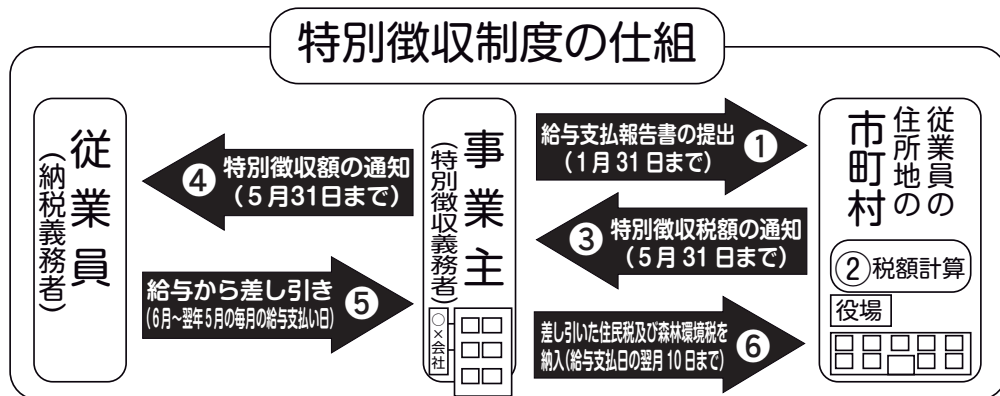 特別徴収制度の仕組
従業員
(納税義務者)
❹
特別徴収額の通知
(5月31日まで)
給与から差し引き
(6月~翌年5月の毎月の給与支払い日)
❺
事業主
(特別徴収義務者)
○×会社
給与支払報告書の提出
(1月31日まで)
❶
❸
特別徴収税額の通知
(5月31日まで)
差し引いた住民税及び森林環境税を
納入(給与支払日の翌月10日まで)
❻
従業員の
住所地の
市町村
②税額計算
役場